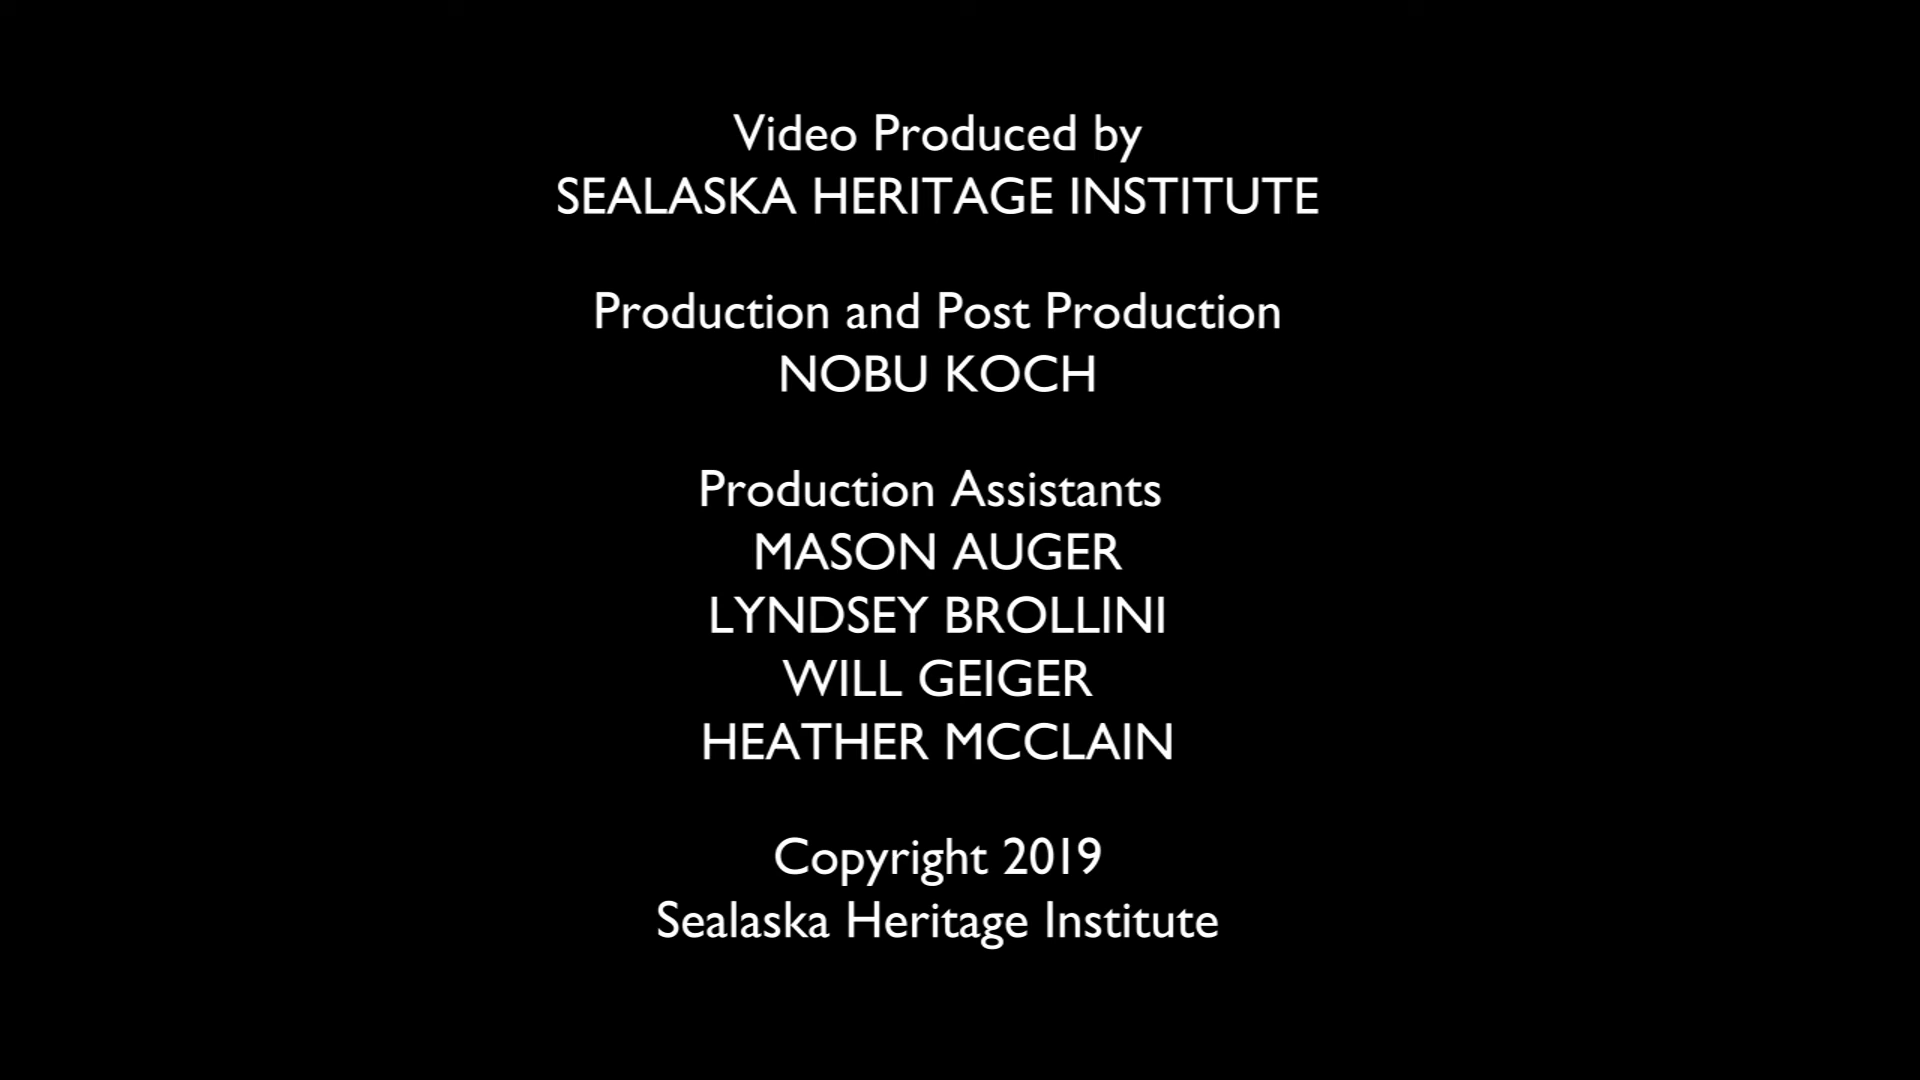 Video Produced by
SEALASKA HERITAGE INSTITUTE
Production and Post Production
NOBU KOCH
Production Assistants
MASON AUGER
LYNDSEY BROLLINI
WILL GEIGER
HEATHER MCCLAIN
Copyright 2019
Sealaska Heritage Institute